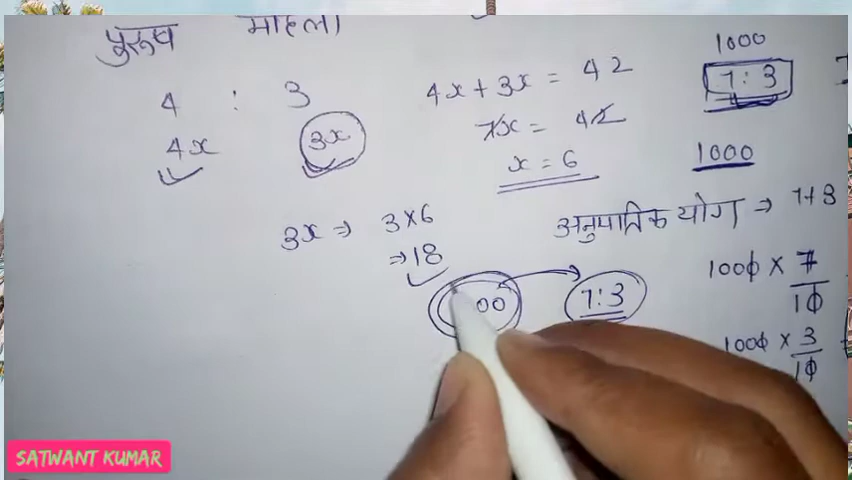 पुरुष महिला
4 : 3
4x 3x
4x + 3x = 42
7x = 42
x = 6
3x ⇒ 3×6
⇒ 18
00 7:3
1000
7:3
1000
अनुपातिक योग ⇒ 7+3
1000 × 7/10
1000 × 3/10
SATWANT KUMAR